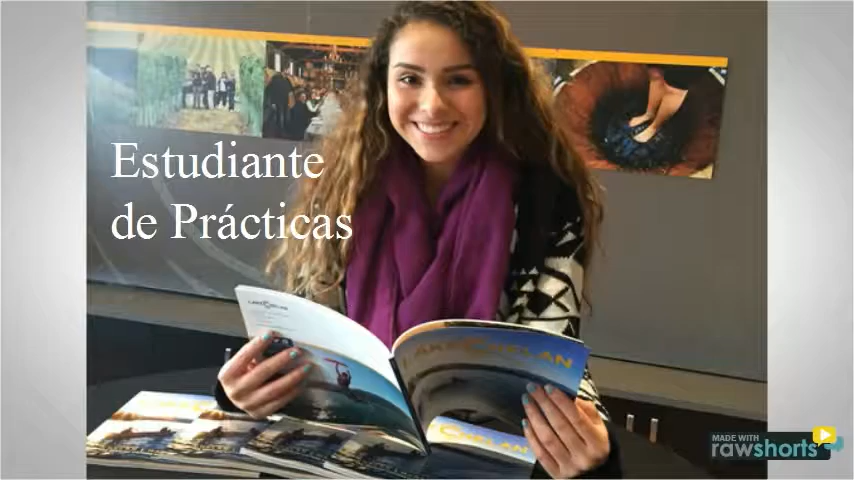 Estudiante
de Prácticas
LAKE CHELAN
MADE WITH
rawshorts